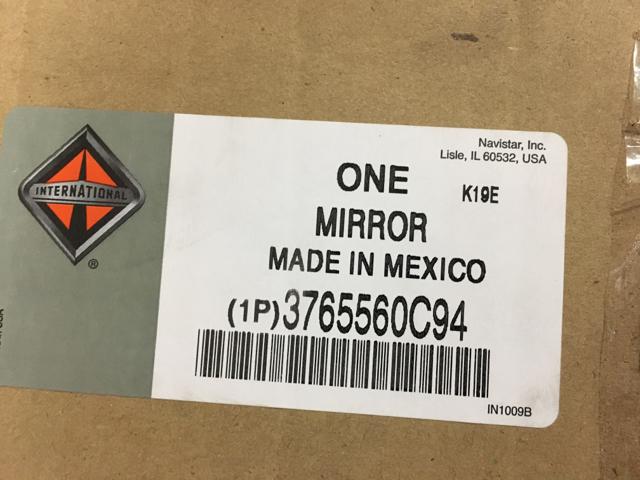 INTERNATIONAL
®
Navistar, Inc.
Lisle, IL 60532, USA
ONE K19E
MIRROR
MADE IN MEXICO
(1P)3765560C94
IN1009B